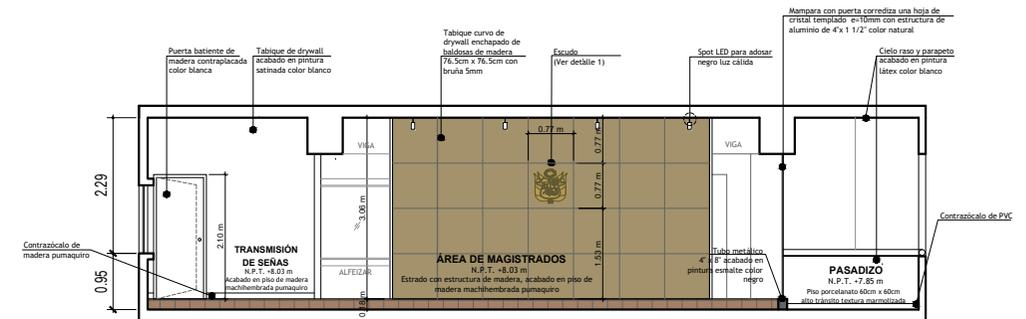 Mampara con puerta corrediza una hoja de
cristal templado e=10mm con estructura de
aluminio de 4"x 1 1/2" color natural
Tabique curvo de
drywall enchapado de
baldosas de madera
76.5cm x 76.5cm con
bruña 5mm
Puerta batiente de
madera contraplacada
color blanca
Tabique de drywall
acabado en pintura
satinada color blanco
Escudo
(Ver detalle 1)
Spot LED para adosar
negro luz cálida
Cielo raso y parapeto
acabado en pintura
látex color blanco
0.77 m
0.77 m
VIGA
VIGA
2.29
0.77 m
3.06 m
2.10 m
Contrazócalo de PVC
Contrazócalo de
madera pumaquiro
TRANSMISIÓN
DE SEÑAS
N.P.T. +8.03 m
Acabado en piso de madera
machihembrada pumaquiro
ALFEIZAR
ÁREA DE MAGISTRADOS
N.P.T. +8.03 m
Estrado con estructura de madera, acabado en piso de
madera machihembrada pumaquiro
1.53 m
Tubo metálico
4" x 8" acabado en
pintura esmalte color
negro
PASADIZO
N.P.T. +7.85 m
Piso porcelanato 60cm x 60cm
alto tránsito textura marmolizada
0.95
0.18 m